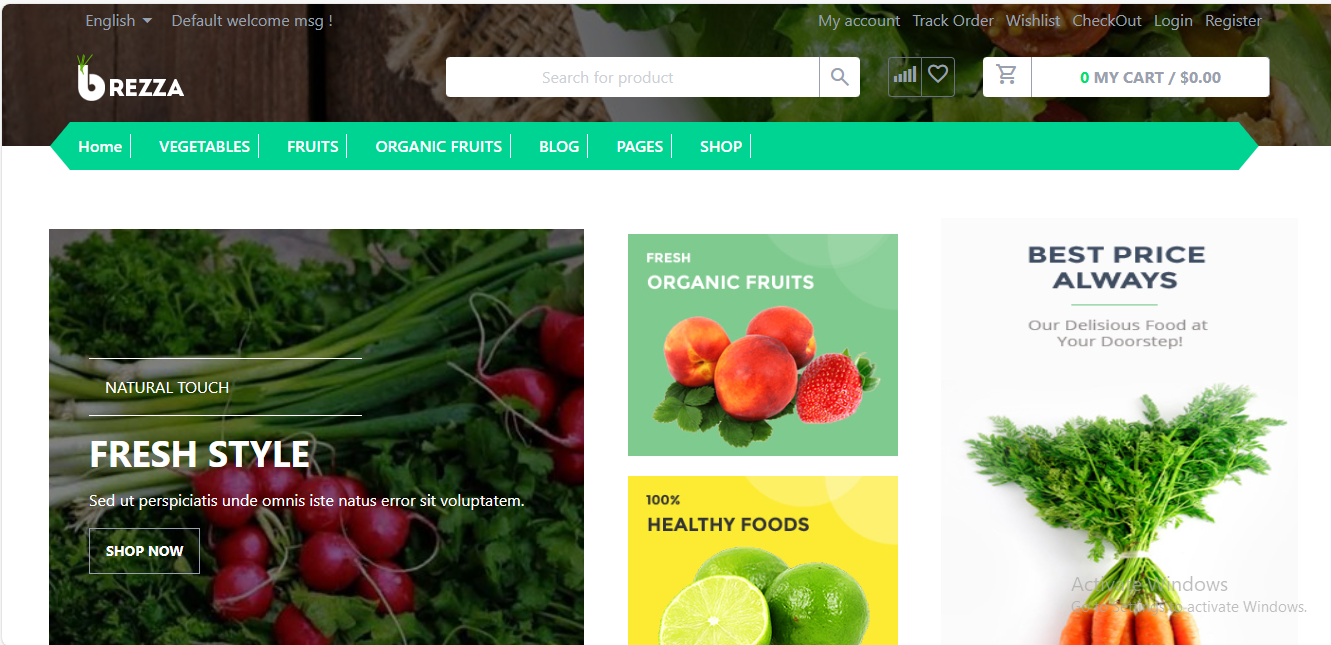 English
Default welcome msg !
My account Track Order Wishlist CheckOut Login Register
bREZZA
Search for product
0 MY CART / $0.00
Home VEGETABLES FRUITS ORGANIC FRUITS BLOG PAGES SHOP
NATURAL TOUCH
FRESH STYLE
Sed ut perspiciatis unde omnis iste natus error sit voluptatem.
SHOP NOW
FRESH
ORGANIC FRUITS
100%
HEALTHY FOODS
BEST PRICE
ALWAYS
Our Delisious Food at
Your Doorstep!
Activate Windows
Go to Settings to activate Windows.